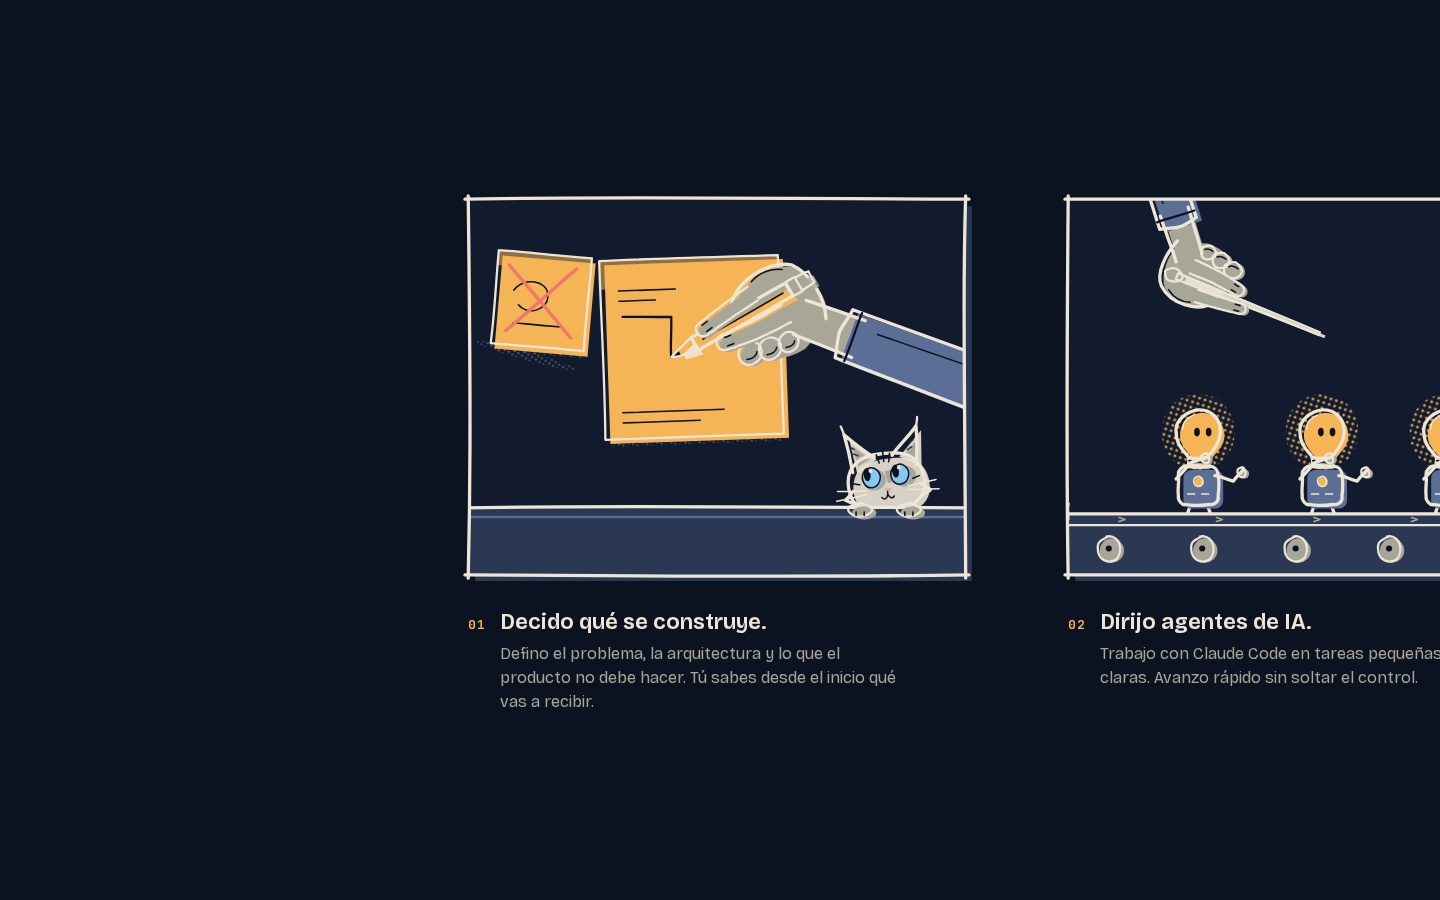 01 Decido qué se construye.
Defino el problema, la arquitectura y lo que el
producto no debe hacer. Tú sabes desde el inicio qué
vas a recibir.
02 Dirijo agentes de IA.
Trabajo con Claude Code en tareas pequeñas
claras. Avanzo rápido sin soltar el control.